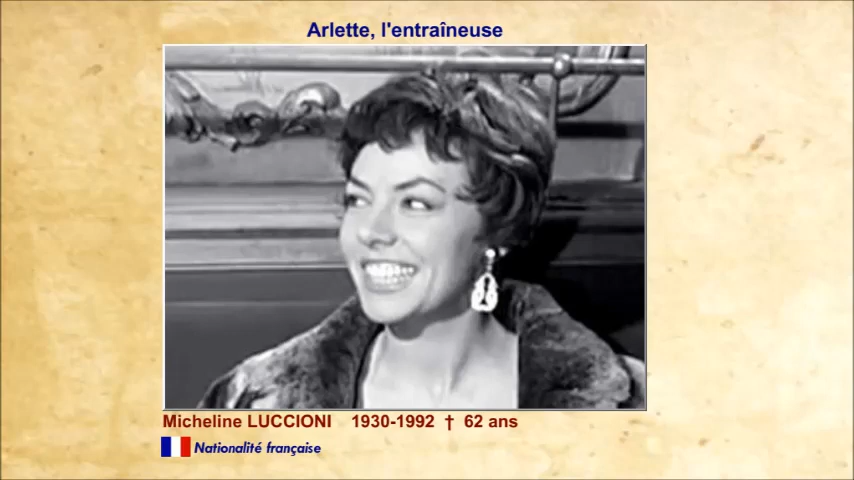 Arlette, l'entraîneuse
Micheline LUCCIONI 1930-1992 † 62 ans
Nationalité française